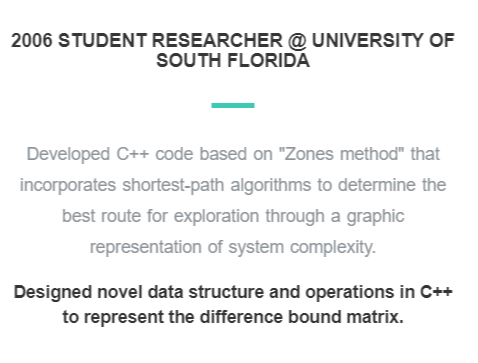 2006 STUDENT RESEARCHER @ UNIVERSITY OF
SOUTH FLORIDA
Developed C++ code based on "Zones method" that
incorporates shortest-path algorithms to determine the
best route for exploration through a graphic
representation of system complexity.
Designed novel data structure and operations in C++
to represent the difference bound matrix.